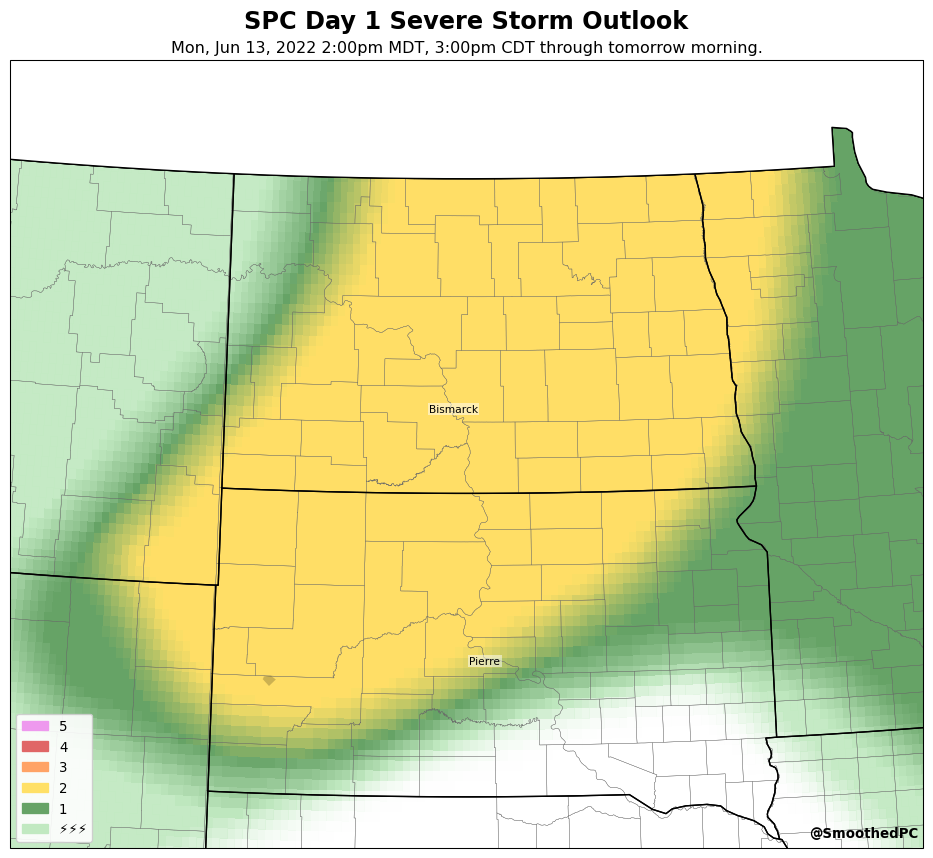 SPC Day 1 Severe Storm Outlook
Mon, Jun 13, 2022 2:00pm MDT, 3:00pm CDT through tomorrow morning.
Bismarck
Pierre
5
4
3
2
1
⚡⚡⚡
@SmoothedPC